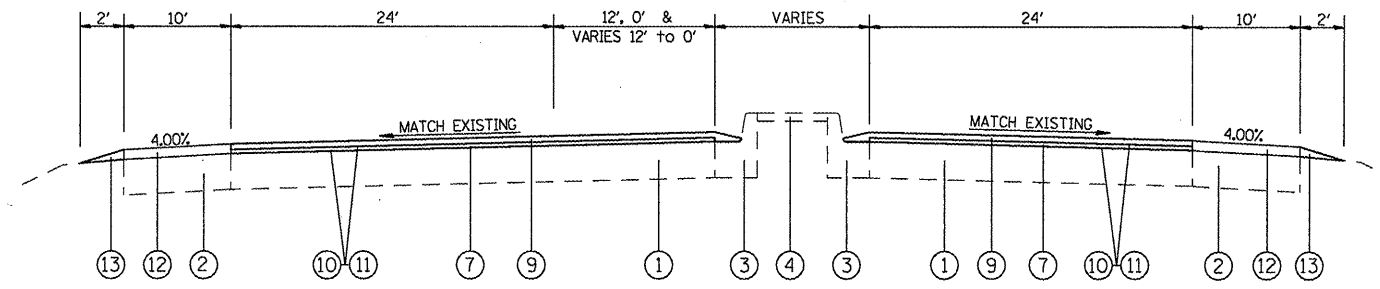 2' 10' 24' 12', 0' & VARIES 24' 10' 2'
VARIES 12' to 0'
MATCH EXISTING MATCH EXISTING
4.00% 4.00%
13 12 2 10 11 7 9 1 3 4 3 1 9 7 10 11 2 12 13